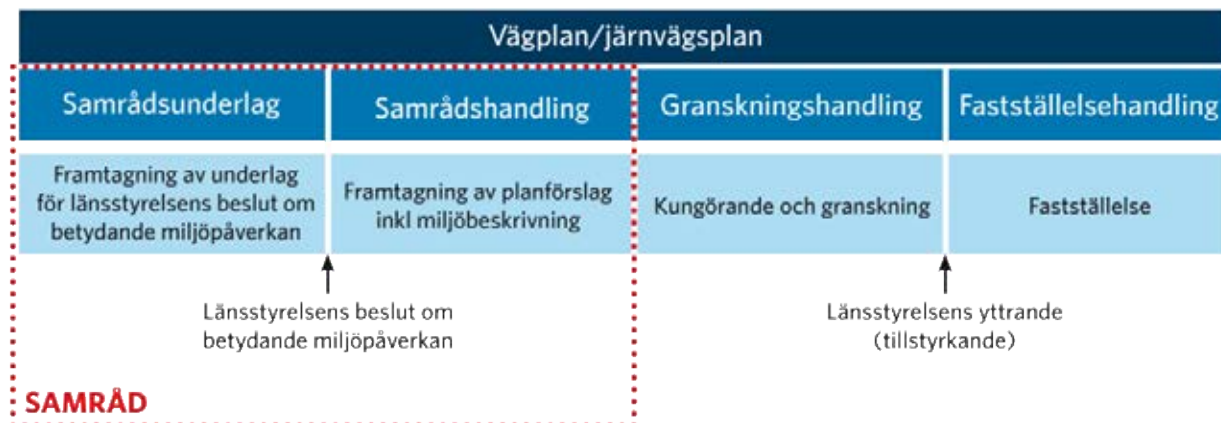 Vägplan/järnvägsplan
Samrådsunderlag
Samrådshandling
Granskningshandling
Fastställelsehandling
Framtagning av underlag
för länsstyrelsens beslut om
betydande miljöpåverkan
Framtagning av planförslag
inkl miljöbeskrivning
Kungörande och granskning
Fastställelse
Länsstyrelsens beslut om
betydande miljöpåverkan
Länsstyrelsens yttrande
(tillstyrkande)
SAMRÅD